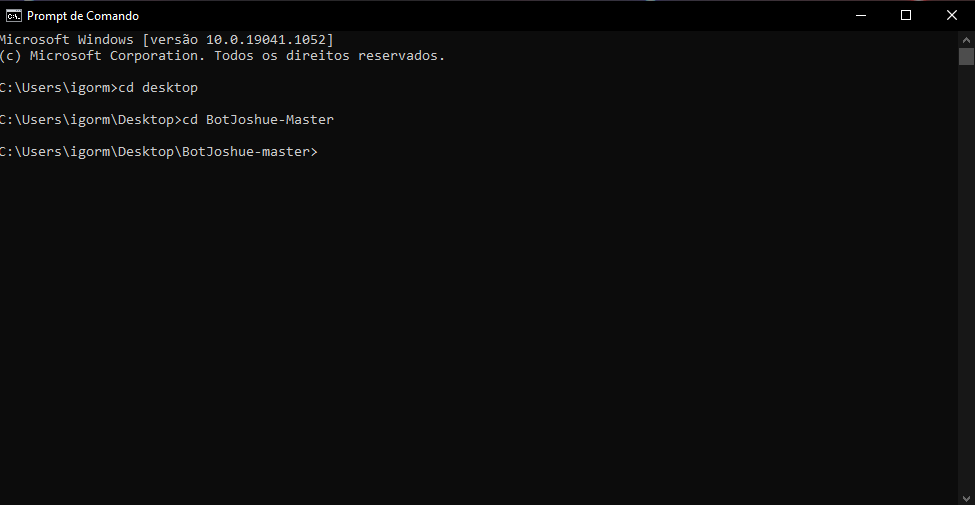 Prompt de Comando
Microsoft Windows [versão 10.0.19041.1052]
(c) Microsoft Corporation. Todos os direitos reservados.
C:\Users\igorm>cd desktop
C:\Users\igorm\Desktop>cd BotJoshue-Master
C:\Users\igorm\Desktop\BotJoshue-master>